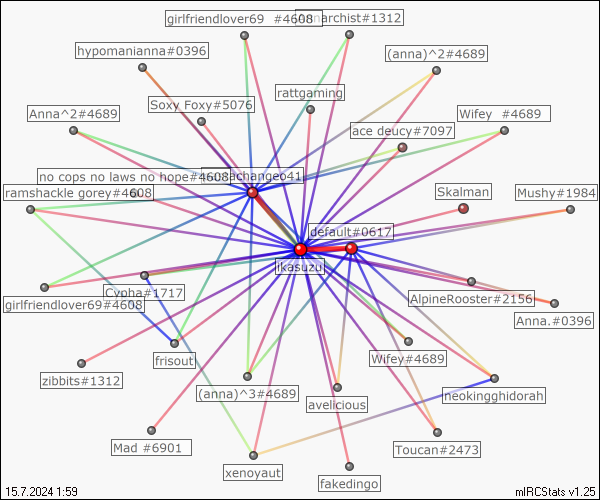 girlfriendlover69 #4608
narchist#1312
hypomanianna#0396
(anna)^2#4689
Soxy Foxy#5076
rattgaming
Anna^2#4689
Wifey #4689
ace deucy#7097
no cops no laws no hope#4608
achangeo41
ramshackle gorey#4608
Skalman
Mushy#1984
default#0617
ikasuzu
Cypha#1717
girlfriendlover69#4608
AlpineRooster#2156
Anna.#0396
frisout
Wifey#4689
zibbits#1312
(anna)^3#4689
avelicious
neokingghidorah
Mad #6901
Toucan#2473
xenoyaut
fakedingo
15.7.2024 1:59
mIRCStats v1.25